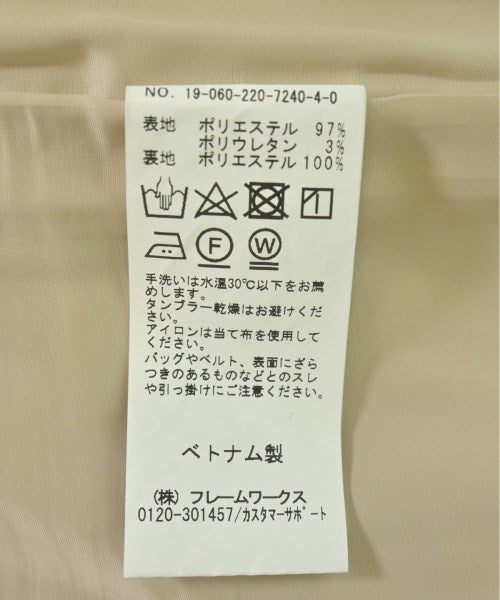 NO. 19-060-220-7240-4-0
表地 ポリエステル 97%
ポリウレタン 3%
裏地 ポリエステル 100%
F W
手洗いは水温30℃以下をお薦
めします。
タンブラー乾燥はお避けくださ
い。
アイロンは当て布を使用して
ください。
バッグやベルト、表面にざら
つきのあるものなどとのスレ
や引っ掛けにご注意ください。
ベトナム製
(株) フレームワークス
0120-301457/カスタマーサポート